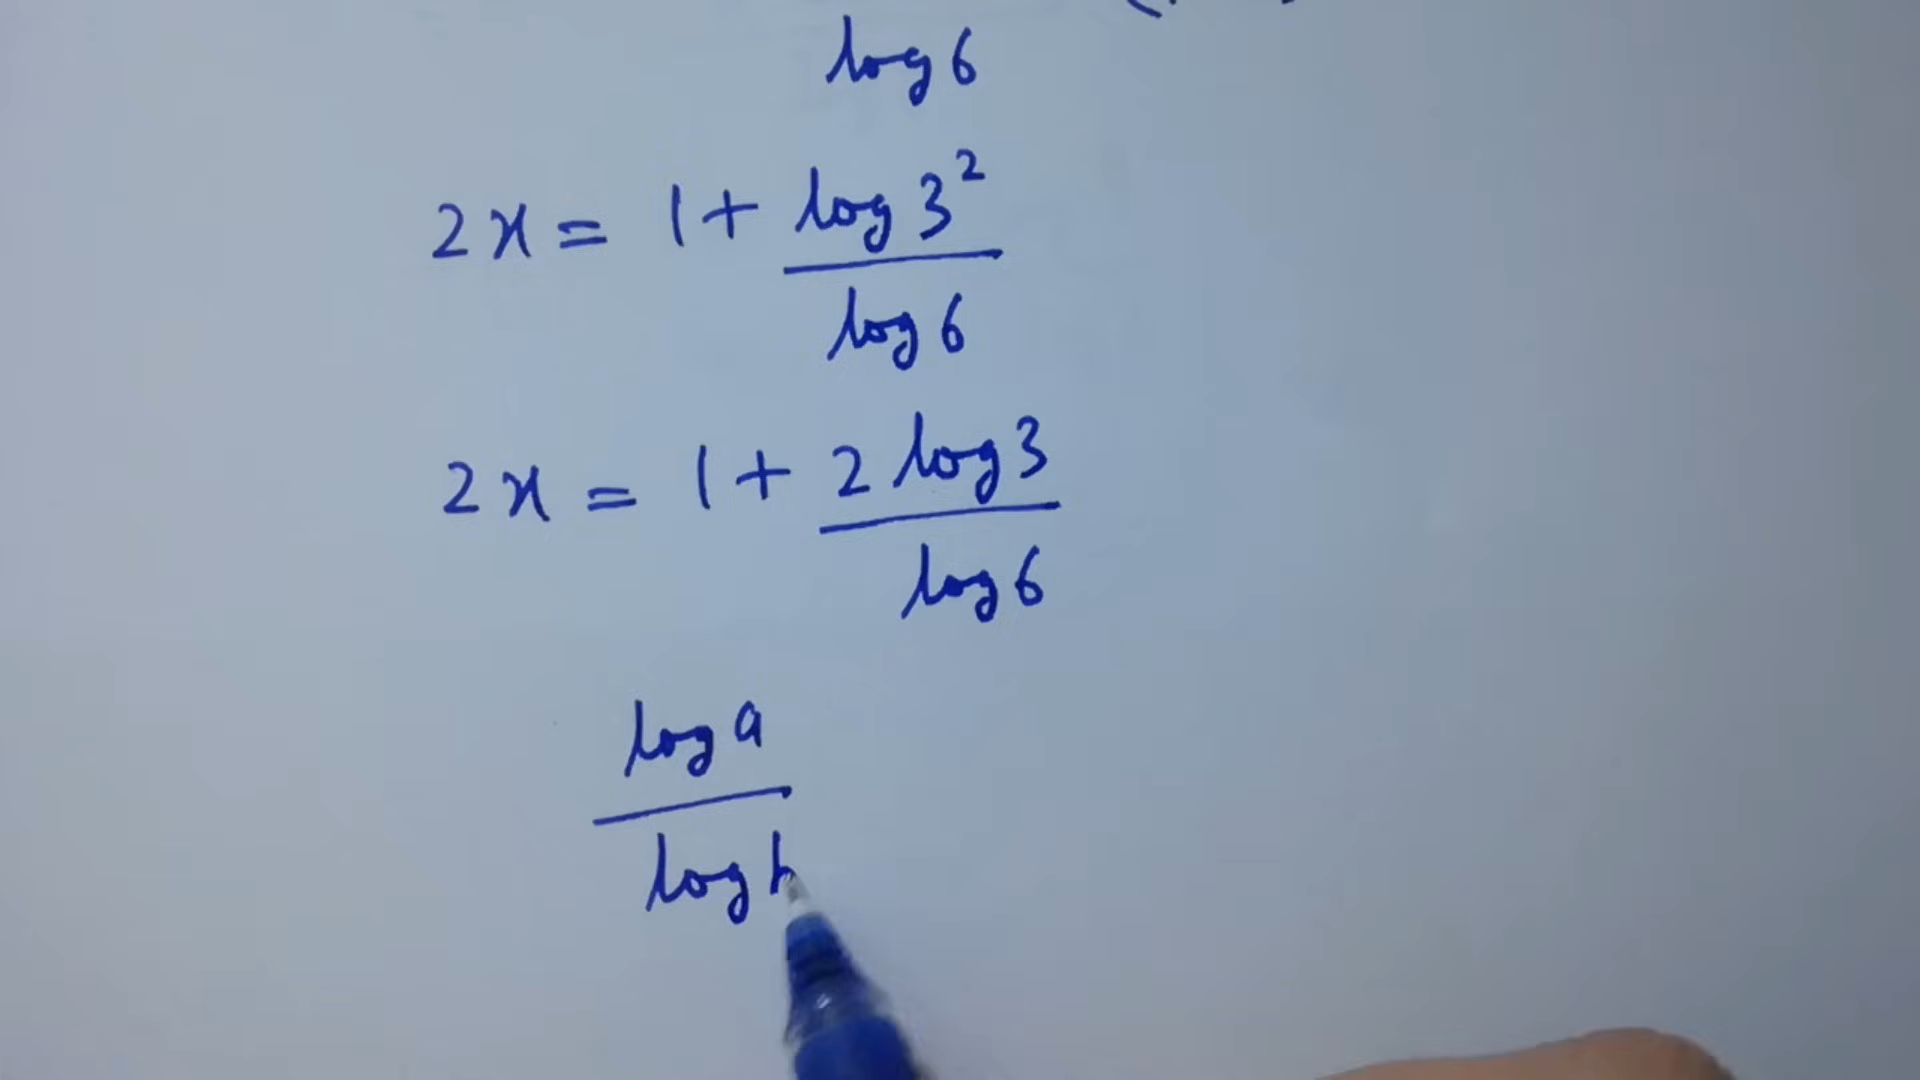 log 6
2x = 1 + log 3²
log 6
2x = 1 + 2 log 3
log 6
log a
log